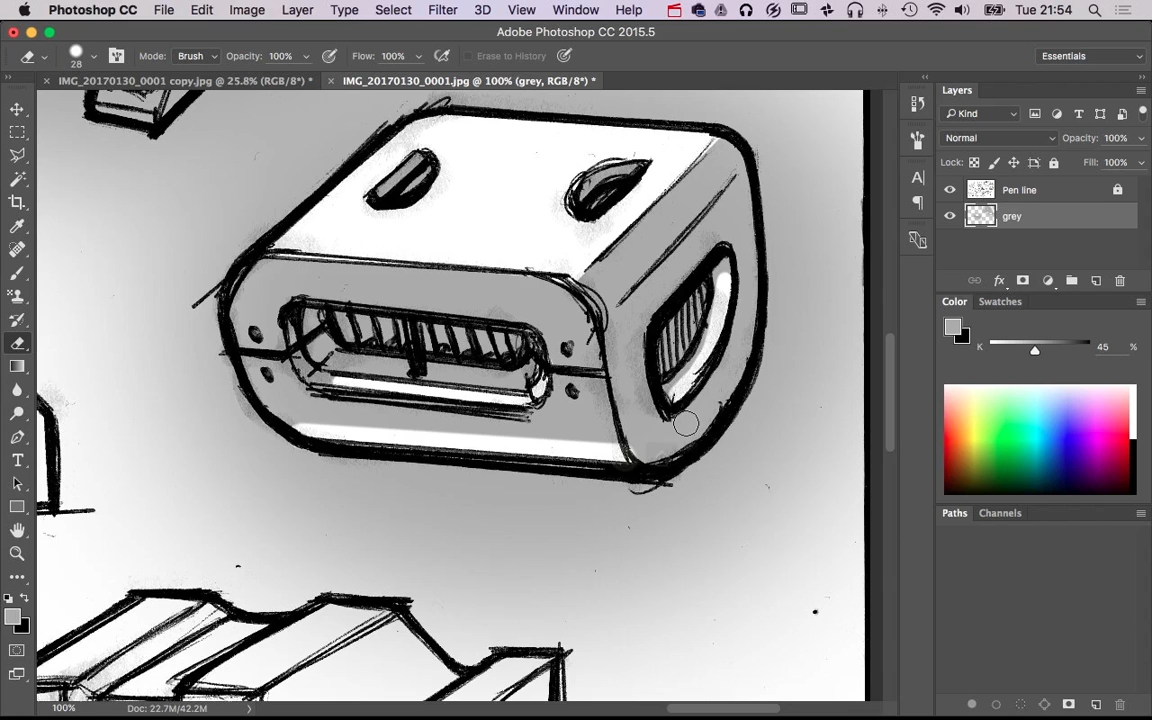 Photoshop CC File Edit Image Layer Type Select Filter 3D View Window Help Tue 21:54
Adobe Photoshop CC 2015.5
28 Mode: Brush Opacity: 100% Flow: 100% Erase to History Essentials
IMG_20170130_0001 copy.jpg @ 25.8% (RGB/8*) * IMG_20170130_0001.jpg @ 100% (grey, RGB/8*) *
Layers
Kind
Normal Opacity: 100%
Lock: Fill: 100%
Pen line
grey
Color Swatches
K 45 %
Paths Channels
100% Doc: 22.7M/42.2M